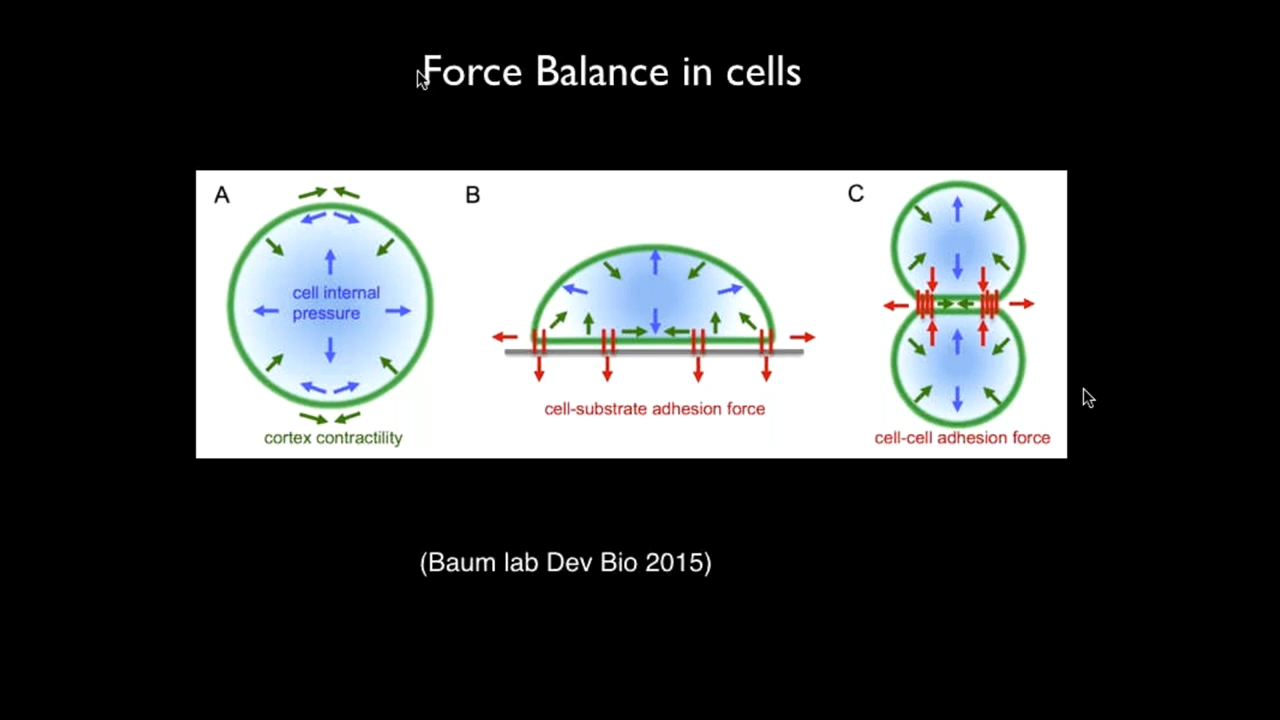 Force Balance in cells
A
B
C
cell internal
pressure
cortex contractility
cell-substrate adhesion force
cell-cell adhesion force
(Baum lab Dev Bio 2015)